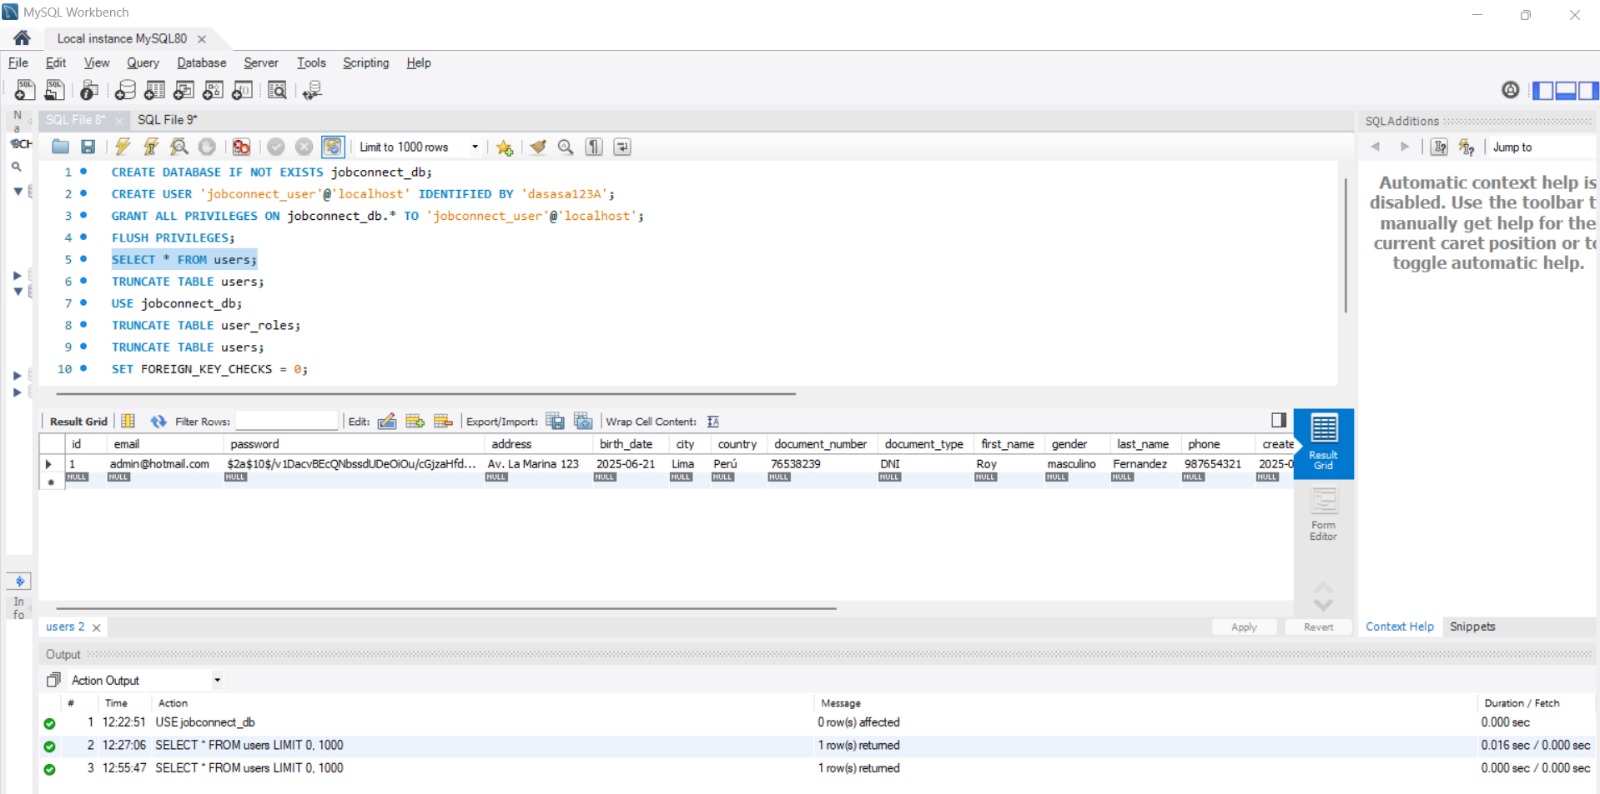 MySQL Workbench
Local instance MySQL80
File Edit View Query Database Server Tools Scripting Help
SQL File 8* SQL File 9*
SQLAdditions
Limit to 1000 rows
Jump to
1 CREATE DATABASE IF NOT EXISTS jobconnect_db;
2 CREATE USER 'jobconnect_user'@'localhost' IDENTIFIED BY 'dasasa123A';
3 GRANT ALL PRIVILEGES ON jobconnect_db.* TO 'jobconnect_user'@'localhost';
4 FLUSH PRIVILEGES;
5 SELECT * FROM users;
6 TRUNCATE TABLE users;
7 USE jobconnect_db;
8 TRUNCATE TABLE user_roles;
9 TRUNCATE TABLE users;
10 SET FOREIGN_KEY_CHECKS = 0;
Automatic context help is
disabled. Use the toolbar t
manually get help for the
current caret position or to
toggle automatic help.
N
a
SCH
In
fo
Result Grid Filter Rows: Edit: Export/Import: Wrap Cell Content:
id email password address birth_date city country document_number document_type first_name gender last_name phone create
1 admin@hotmail.com $2a$10$/v1DacvBEcQNbssdUDeOiOu/cGjzaHfd... Av. La Marina 123 2025-06-21 Lima Perú 76538239 DNI Roy masculino Fernandez 987654321 2025-0
NULL NULL NULL NULL NULL NULL NULL NULL NULL NULL NULL NULL NULL NULL
Result
Grid
Form
Editor
users 2
Apply Revert
Context Help Snippets
Output
Action Output
# Time Action Message Duration / Fetch
1 12:22:51 USE jobconnect_db 0 row(s) affected 0.000 sec
2 12:27:06 SELECT * FROM users LIMIT 0, 1000 1 row(s) returned 0.016 sec / 0.000 sec
3 12:55:47 SELECT * FROM users LIMIT 0, 1000 1 row(s) returned 0.000 sec / 0.000 sec